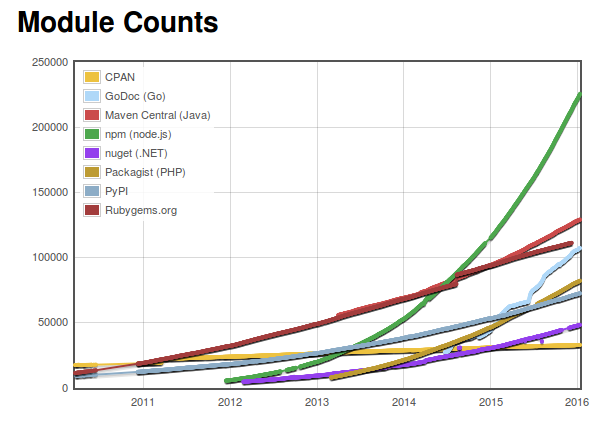 Module Counts
250000
200000
150000
100000
50000
0
CPAN
GoDoc (Go)
Maven Central (Java)
npm (node.js)
nuget (.NET)
Packagist (PHP)
PyPI
Rubygems.org
2011 2012 2013 2014 2015 2016